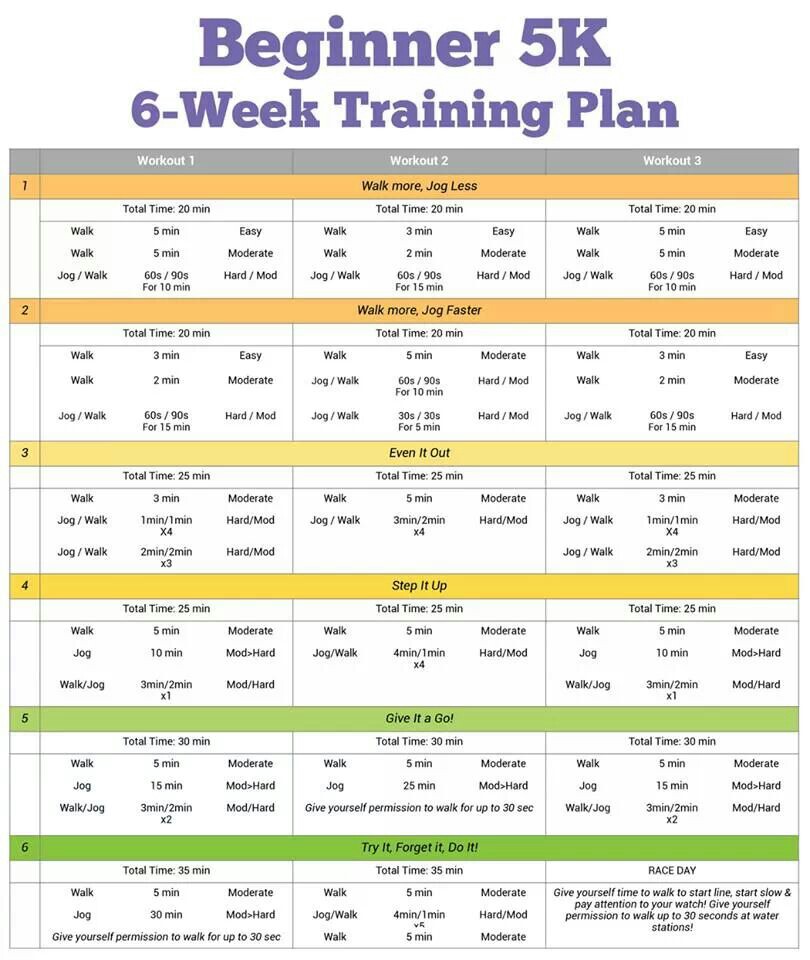 Beginner 5K
6-Week Training Plan
Workout 1 Workout 2 Workout 3
1 Walk more, Jog Less
Total Time: 20 min Total Time: 20 min Total Time: 20 min
Walk 5 min Easy Walk 3 min Easy Walk 5 min Easy
Walk 5 min Moderate Walk 2 min Moderate Walk 5 min Moderate
Jog / Walk 60s / 90s Hard / Mod Jog / Walk 60s / 90s Hard / Mod Jog / Walk 60s / 90s Hard / Mod
For 10 min For 15 min For 10 min
2 Walk more, Jog Faster
Total Time: 20 min Total Time: 20 min Total Time: 20 min
Walk 3 min Easy Walk 5 min Moderate Walk 3 min Easy
Walk 2 min Moderate Jog / Walk 60s / 90s Hard / Mod Walk 2 min Moderate
For 10 min
Jog / Walk 60s / 90s Hard / Mod Jog / Walk 30s / 30s Hard / Mod Jog / Walk 60s / 90s Hard / Mod
For 15 min For 5 min For 15 min
3 Even It Out
Total Time: 25 min Total Time: 25 min Total Time: 25 min
Walk 3 min Moderate Walk 5 min Moderate Walk 3 min Moderate
Jog / Walk 1min/1min Hard/Mod Jog / Walk 3min/2min Hard/Mod Jog / Walk 1min/1min Hard/Mod
X4 x4 X4
Jog / Walk 2min/2min Hard/Mod Jog / Walk 2min/2min Hard/Mod
x3 x3
4 Step It Up
Total Time: 25 min Total Time: 25 min Total Time: 25 min
Walk 5 min Moderate Walk 5 min Moderate Walk 5 min Moderate
Jog 10 min Mod>Hard Jog/Walk 4min/1min Hard/Mod Jog 10 min Mod>Hard
x4
Walk/Jog 3min/2min Mod/Hard Walk/Jog 3min/2min Mod/Hard
x1 x1
5 Give It a Go!
Total Time: 30 min Total Time: 30 min Total Time: 30 min
Walk 5 min Moderate Walk 5 min Moderate Walk 5 min Moderate
Jog 15 min Mod>Hard Jog 25 min Mod>Hard Jog 15 min Mod>Hard
Walk/Jog 3min/2min Mod/Hard Give yourself permission to walk for up to 30 sec Walk/Jog 3min/2min Mod/Hard
x2 x2
6 Try It, Forget it, Do It!
Total Time: 35 min Total Time: 35 min RACE DAY
Walk 5 min Moderate Walk 5 min Moderate Give yourself time to walk to start line, start slow &
pay attention to your watch! Give yourself
Jog 30 min Mod>Hard Jog/Walk 4min/1min Hard/Mod permission to walk up to 30 seconds at water
x5 stations!
Give yourself permission to walk for up to 30 sec Walk 5 min Moderate